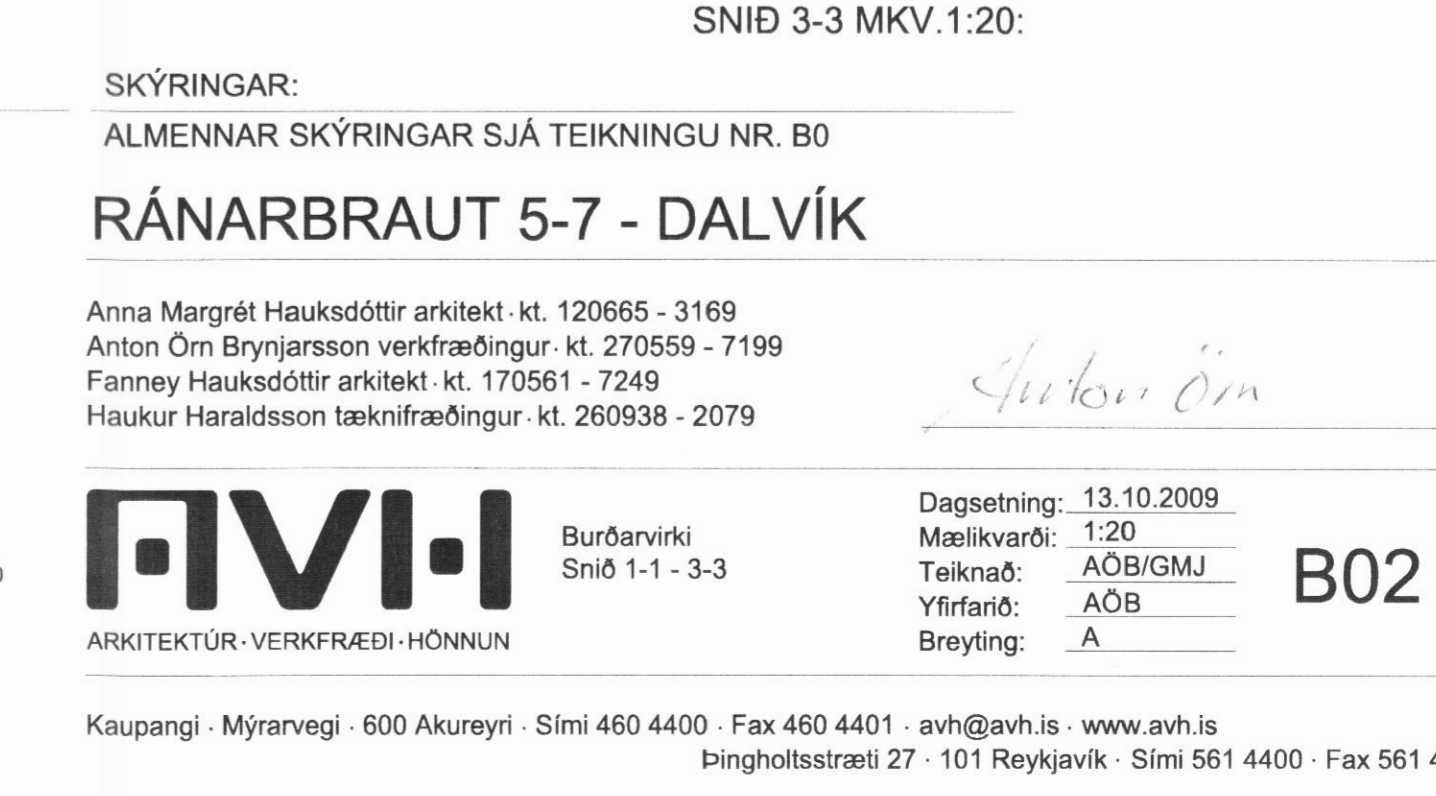 SNIÐ 3-3 MKV.1:20:
SKÝRINGAR:
ALMENNAR SKÝRINGAR SJÁ TEIKNINGU NR. B0
RÁNARBRAUT 5-7 - DALVÍK
Anna Margrét Hauksdóttir arkitekt · kt. 120665 - 3169
Anton Örn Brynjarsson verkfræðingur · kt. 270559 - 7199
Fanney Hauksdóttir arkitekt · kt. 170561 - 7249
Haukur Haraldsson tæknifræðingur · kt. 260938 - 2079
Anton Örn
AVH
ARKITEKTÚR · VERKFRÆÐI · HÖNNUN
Burðarvirki
Snið 1-1 - 3-3
Dagsetning: 13.10.2009
Mælikvarði: 1:20
Teiknað: AÖB/GMJ
Yfirfarið: AÖB
Breyting: A
B02
Kaupangi · Mýrarvegi · 600 Akureyri · Sími 460 4400 · Fax 460 4401 · avh@avh.is · www.avh.is
Þingholtsstræti 27 · 101 Reykjavík · Sími 561 4400 · Fax 561